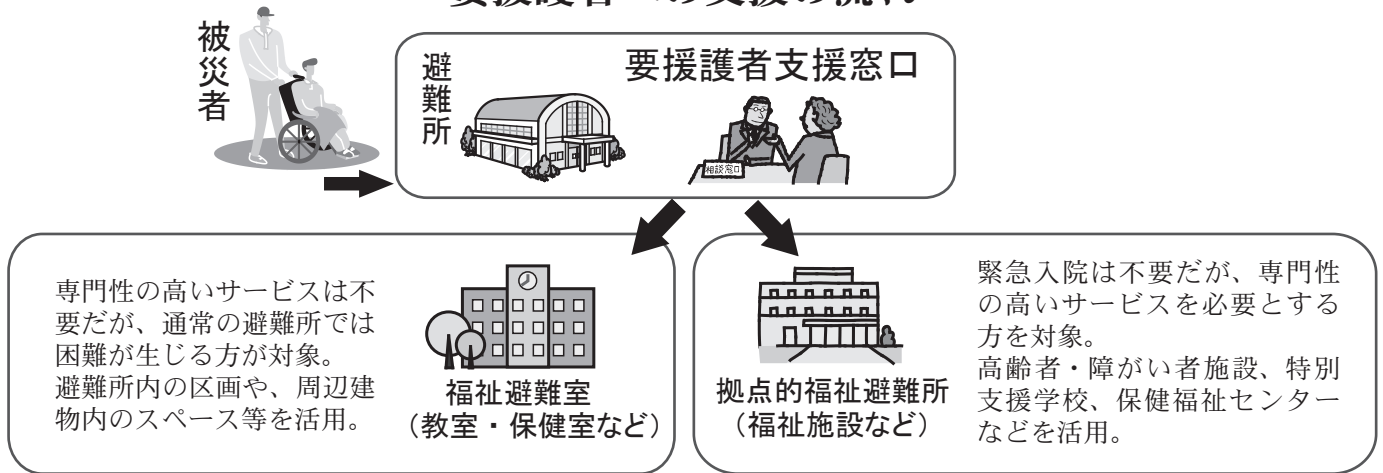 要援護者への支援の流れ
被災者
避難所
要援護者支援窓口
相談窓口
専門性の高いサービスは不
要だが、通常の避難所では
困難が生じる方が対象。
避難所内の区画や、周辺建
物内のスペース等を活用。
福祉避難室
（教室・保健室など）
拠点的福祉避難所
（福祉施設など）
緊急入院は不要だが、専門性
の高いサービスを必要とする
方を対象。
高齢者・障がい者施設、特別
支援学校、保健福祉センター
などを活用。